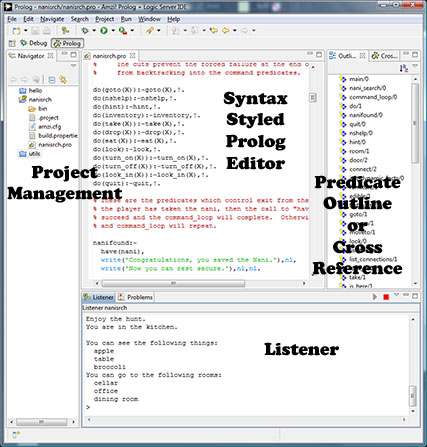 Prolog - nanisrch/nanisrch.pro - Amzi! Prolog + Logic Server IDE
File Edit Navigate Search Project Run Window Help
Debug Prolog
Navigator
hello
nanisrch
bin
.project
amzi.cfg
build.properties
nanisrch.pro
utils
Project
Management
nanisrch.pro
% The cuts prevent the forced failure at the end o
% from backtracking into the command predicates.
do(goto(X)):-goto(X),!.
do(nshelp):-nshelp,!.
do(hint):-hint,!.
do(inventory):-inventory,!.
do(take(X)):-take(X),!.
do(drop(X)):-drop(X),!.
do(eat(X)):-eat(X),!.
do(look):-look,!.
do(turn_on(X)):-turn_on(X),!.
do(turn_off(X)):-turn_off(X),!.
do(look_in(X)):-look_in(X),!.
do(quit):-quit,!.
% These are the predicates which control exit from the
% the player has taken the nani, then the call to "hav
% succeed and the command_loop will complete. Otherwi
% and command_loop will repeat.
nanifound:-
have(nani),
write("Congratulations, you saved the Nani."),nl,
write("Now you can rest secure."),nl,nl.
Syntax
Styled
Prolog
Editor
Outli... Cros...
main/0
nani_search/0
command_loop/0
do/1
nanifound/0
quit/0
nshelp/0
hint/0
room/1
door/2
connect/2
goto/1
moveto/1
look/0
list_connections/1
take/1
is_here/1
Predicate
Outline
or
Cross
Reference
Listener Problems
Listener nanisrch
Enjoy the hunt.
You are in the kitchen.
You can see the following things:
apple
table
broccoli
You can go to the following rooms:
cellar
office
dining room
>
Listener